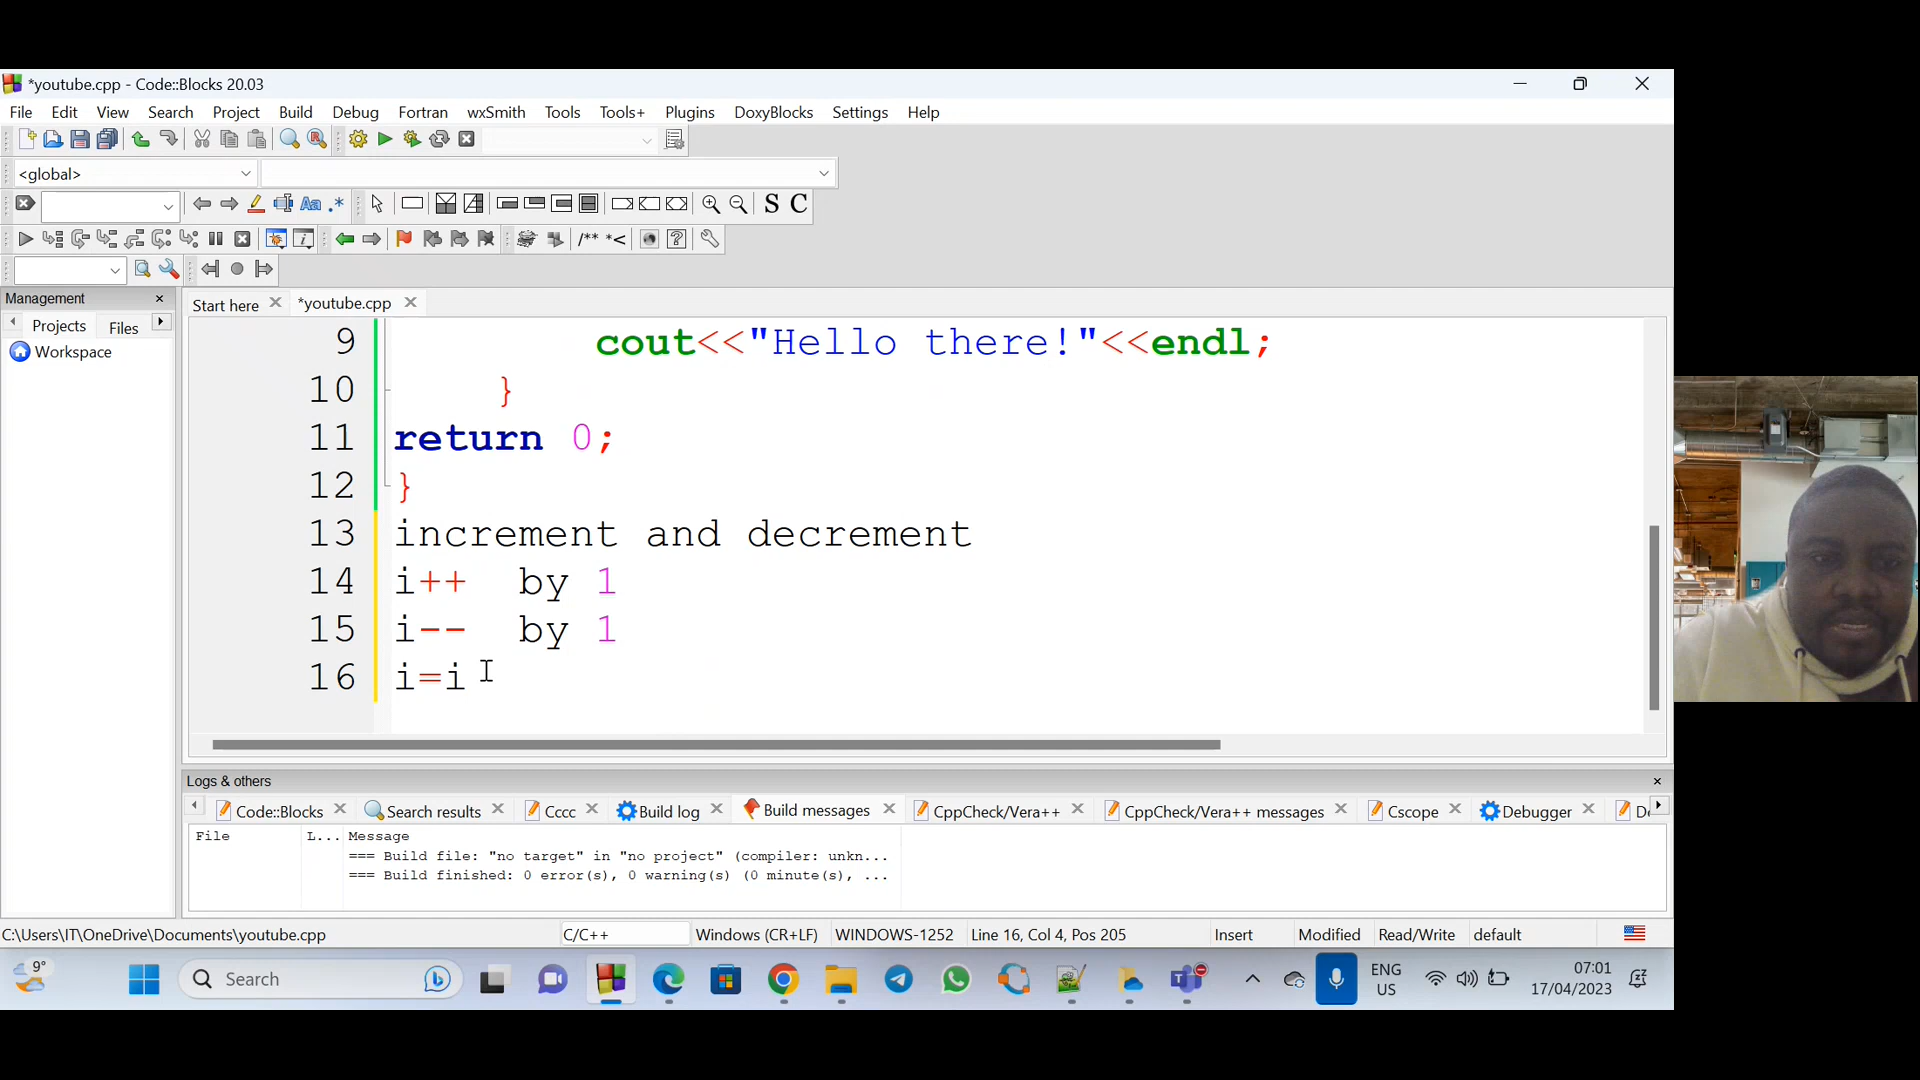 *youtube.cpp - Code::Blocks 20.03
File Edit View Search Project Build Debug Fortran wxSmith Tools Tools+ Plugins DoxyBlocks Settings Help
<global>
Aa .* S C
/** *<
Management
Projects Files
Workspace
Start here *youtube.cpp
9 cout<<"Hello there!"<<endl;
10 }
11 return 0;
12 }
13 increment and decrement
14 i++ by 1
15 i-- by 1
16 i=i
Logs & others
Code::Blocks Search results Cccc Build log Build messages CppCheck/Vera++ CppCheck/Vera++ messages Cscope Debugger
File L... Message
=== Build file: "no target" in "no project" (compiler: unkn...
=== Build finished: 0 error(s), 0 warning(s) (0 minute(s), ...
C:\Users\IT\OneDrive\Documents\youtube.cpp C/C++ Windows (CR+LF) WINDOWS-1252 Line 16, Col 4, Pos 205 Insert Modified Read/Write default
9° Search ENG 07:01
US 17/04/2023